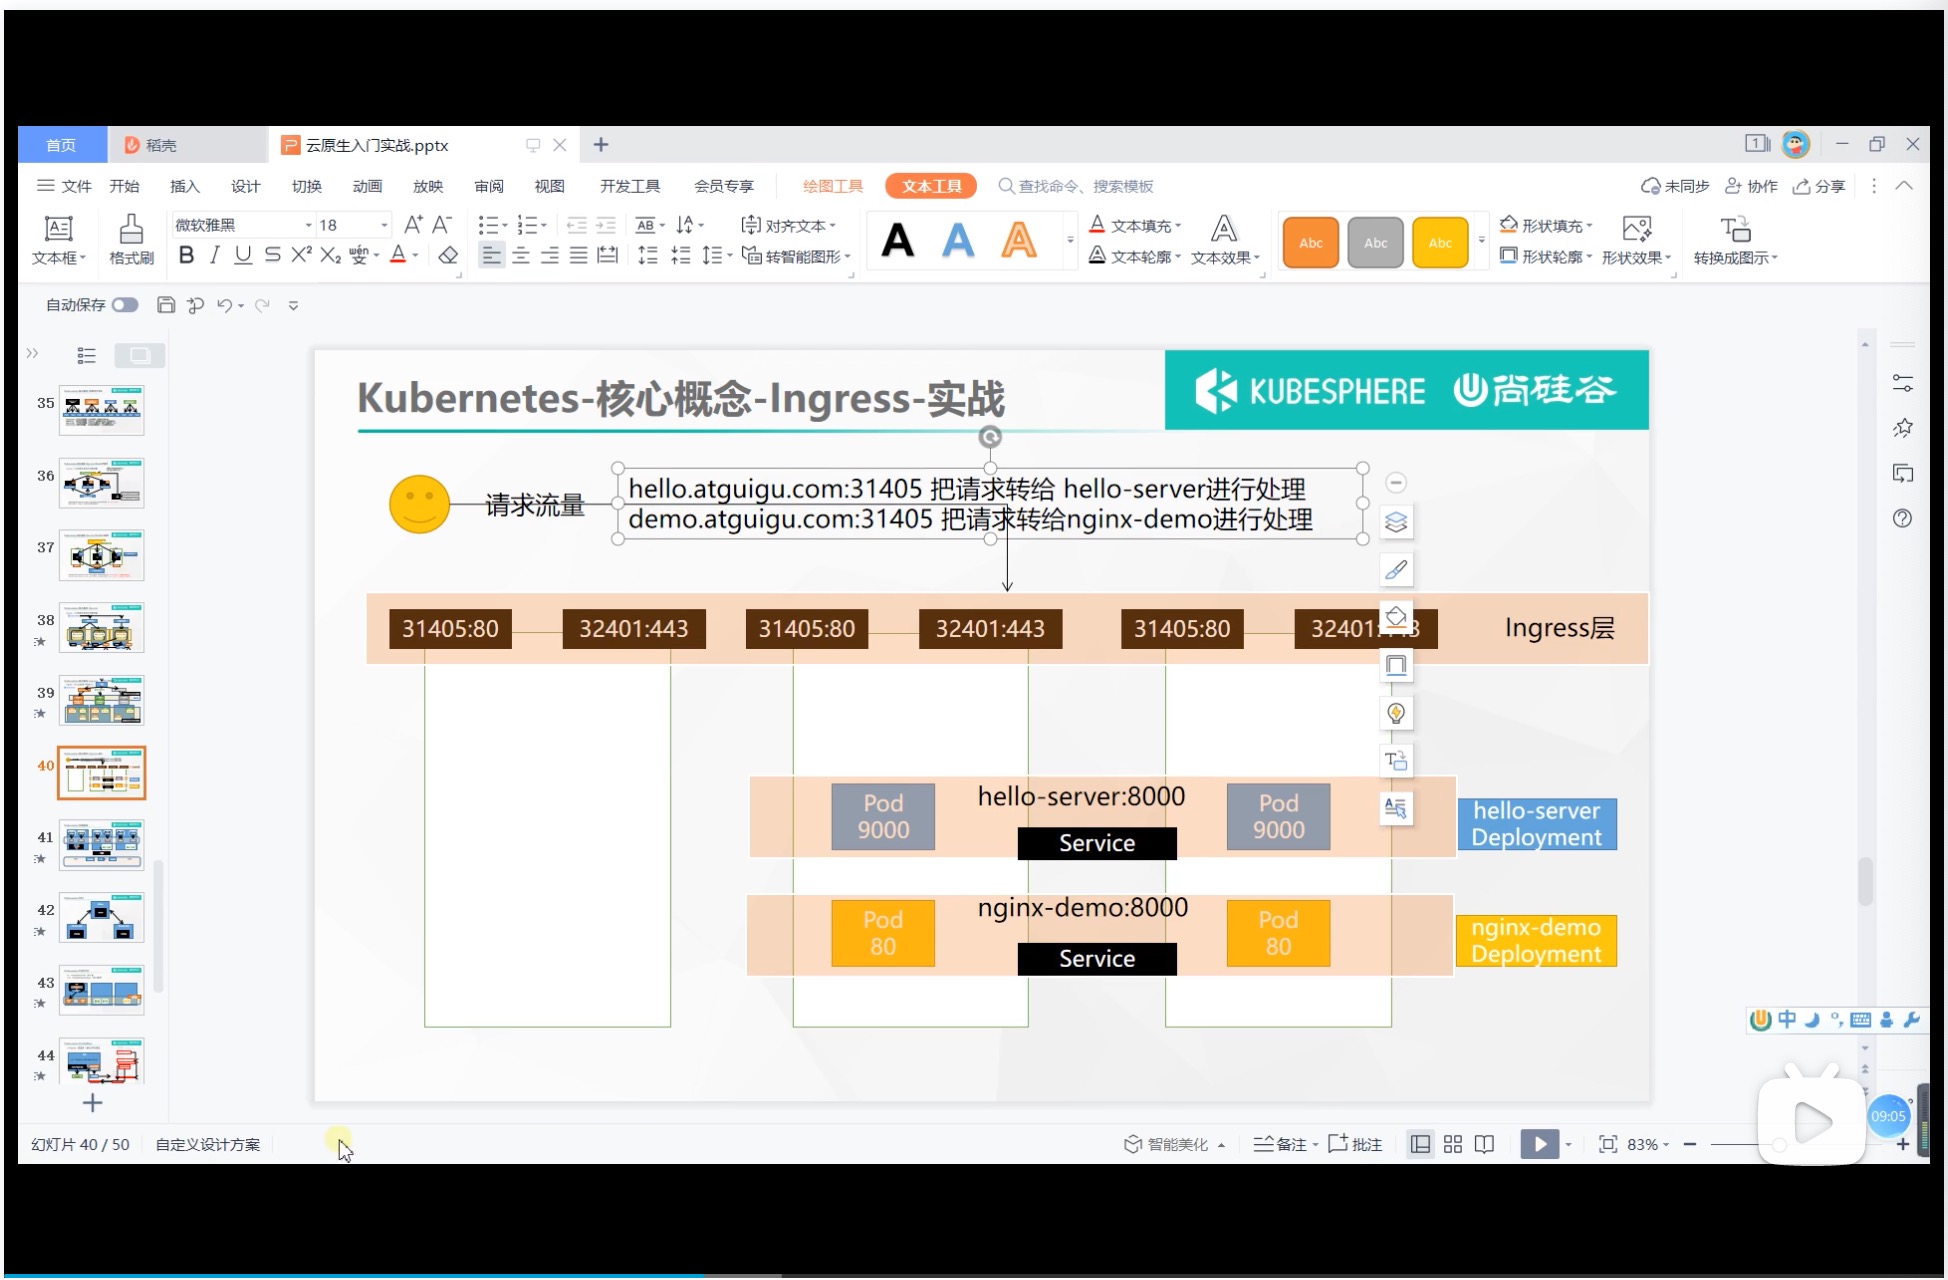 首页
稻壳
云原生入门实战.pptx
1
文件 开始 插入 设计 切换 动画 放映 审阅 视图 开发工具 会员专享 绘图工具 文本工具 查找命令、搜索模板 未同步 协作 分享
文本框 格式刷 微软雅黑 18 A+ A-
B I U S X² X₂ wén 变 A
AB
对齐文本
转智能图形
A A A
文本填充
文本轮廓
文本效果
Abc Abc Abc
形状填充
形状轮廓
形状效果
转换成图示
自动保存
35
36
37
38
39
40
41
42
43
44
Kubernetes-核心概念-Ingress-实战
KUBESPHERE 尚硅谷
请求流量
hello.atguigu.com:31405 把请求转给 hello-server进行处理
demo.atguigu.com:31405 把请求转给nginx-demo进行处理
31405:80 32401:443 31405:80 32401:443 31405:80 32401: Ingress层
Pod
9000
hello-server:8000
Service
Pod
9000
hello-server
Deployment
Pod
80
nginx-demo:8000
Service
Pod
80
nginx-demo
Deployment
中
09:05
幻灯片 40 / 50 自定义设计方案 智能美化 备注 批注 83%